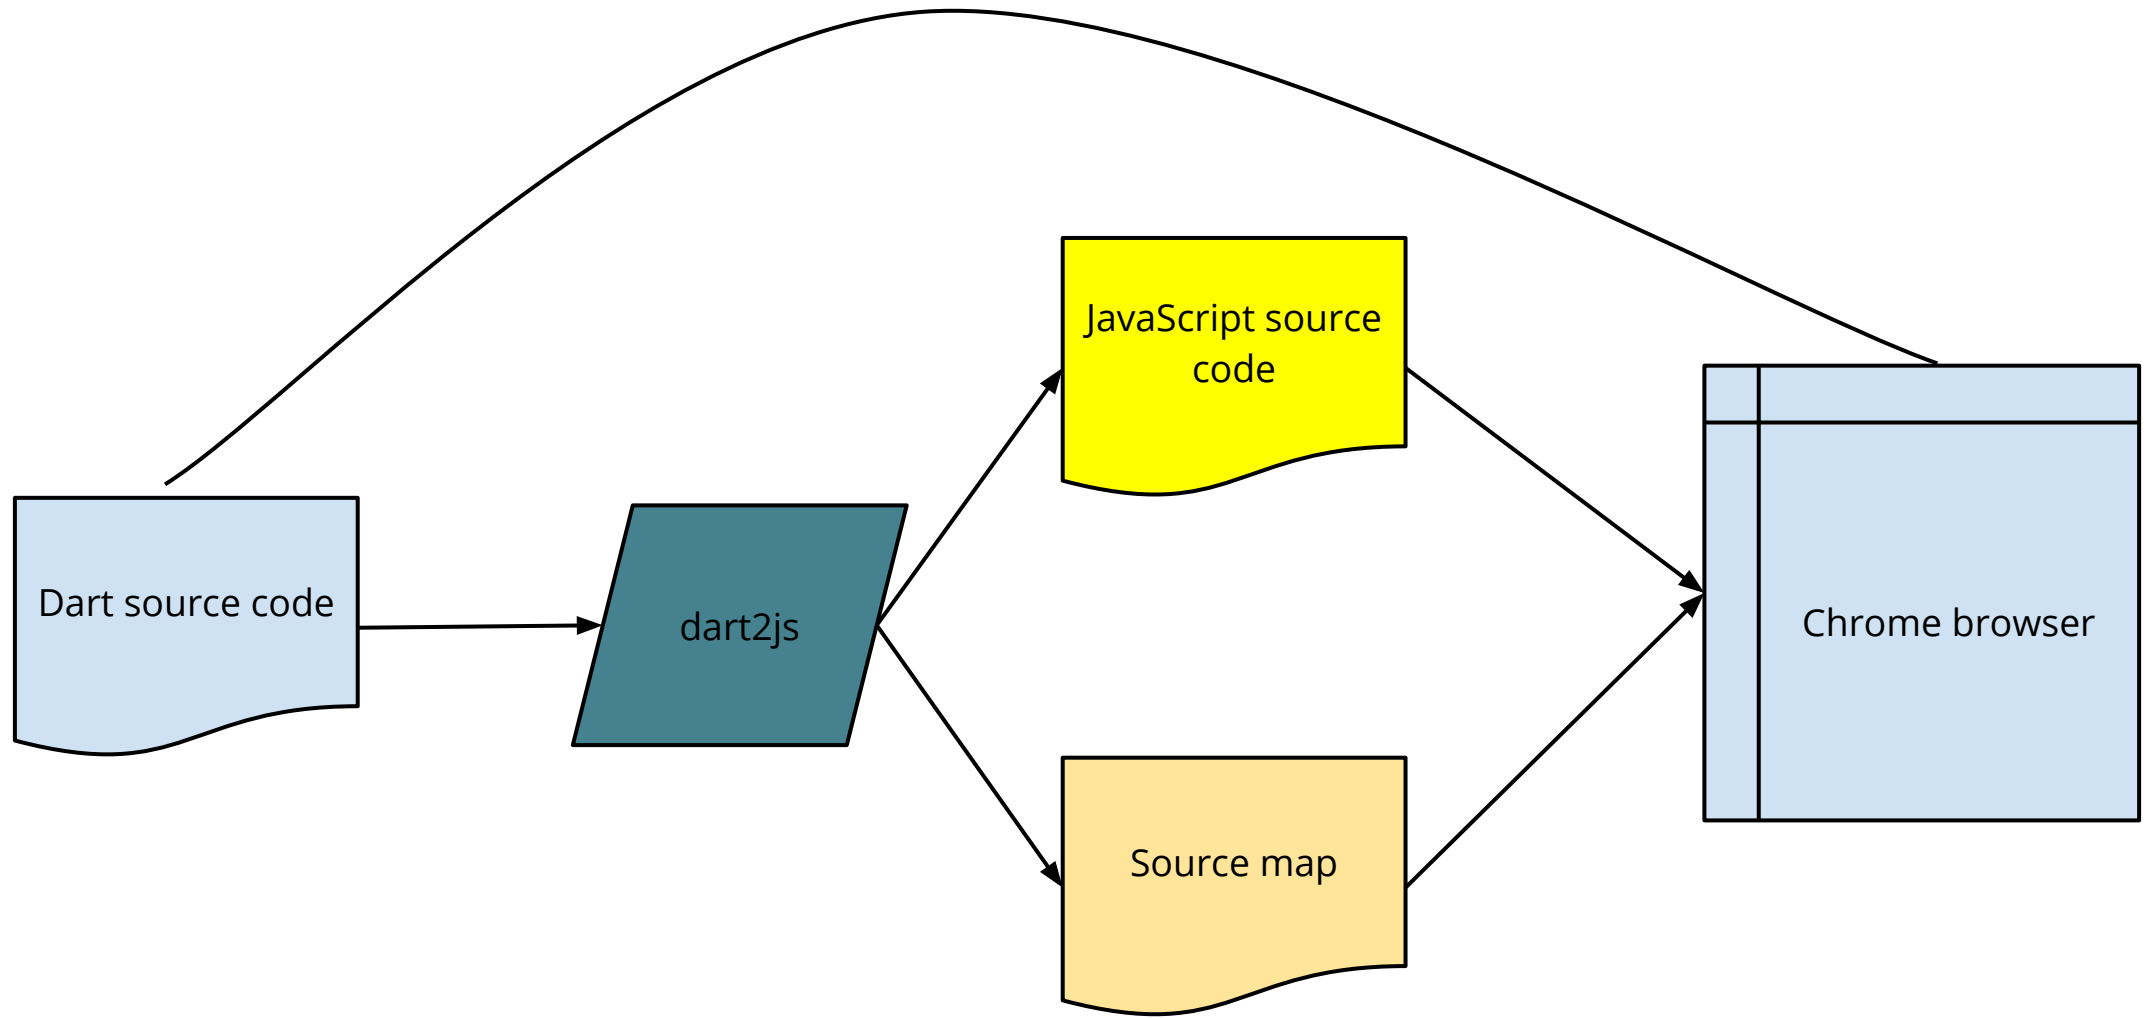 Dart source code
dart2js
JavaScript source
code
Source map
Chrome browser